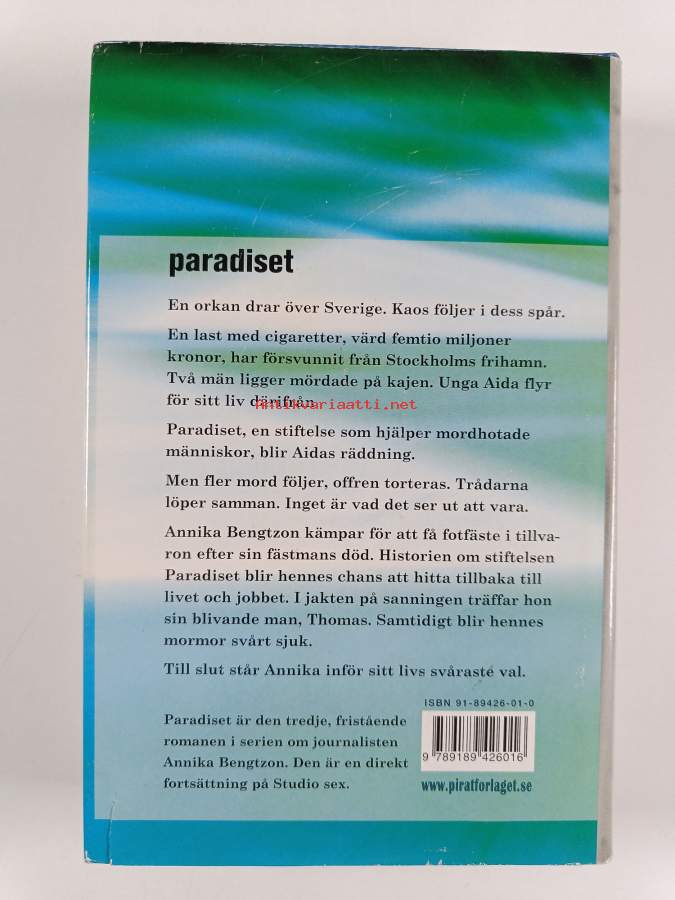 paradiset
En orkan drar över Sverige. Kaos följer i dess spår.
En last med cigaretter, värd femtio miljoner
kronor, har försvunnit från Stockholms frihamn.
Två män ligger mördade på kajen. Unga Aida flyr
för sitt liv därifrån.
Antikvariaatti.net
Paradiset, en stiftelse som hjälper mordhotade
människor, blir Aidas räddning.
Men fler mord följer, offren torteras. Trådarna
löper samman. Inget är vad det ser ut att vara.
Annika Bengtzon kämpar för att få fotfäste i tillva-
ron efter sin fästmans död. Historien om stiftelsen
Paradiset blir hennes chans att hitta tillbaka till
livet och jobbet. I jakten på sanningen träffar hon
sin blivande man, Thomas. Samtidigt blir hennes
mormor svårt sjuk.
Till slut står Annika inför sitt livs svåraste val.
Paradiset är den tredje, fristående
romanen i serien om journalisten
Annika Bengtzon. Den är en direkt
fortsättning på Studio sex.
ISBN 91-89426-01-0
9 789189 426016
www.piratforlaget.se